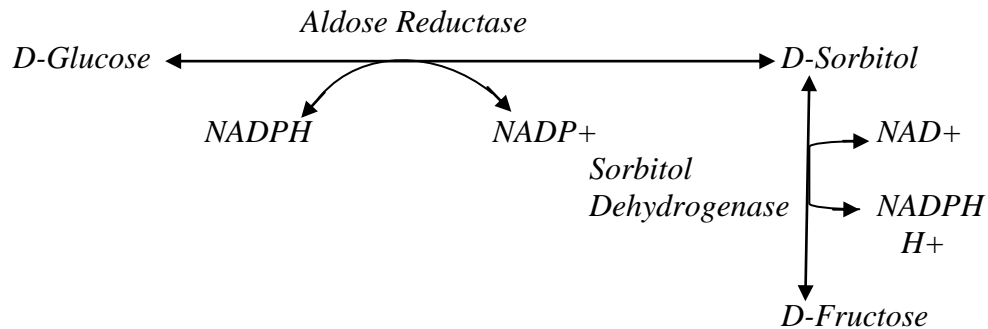 Aldose Reductase
D-Glucose
D-Sorbitol
NADPH
NADP+
NAD+
Sorbitol
Dehydrogenase
NADPH
H+
D-Fructose